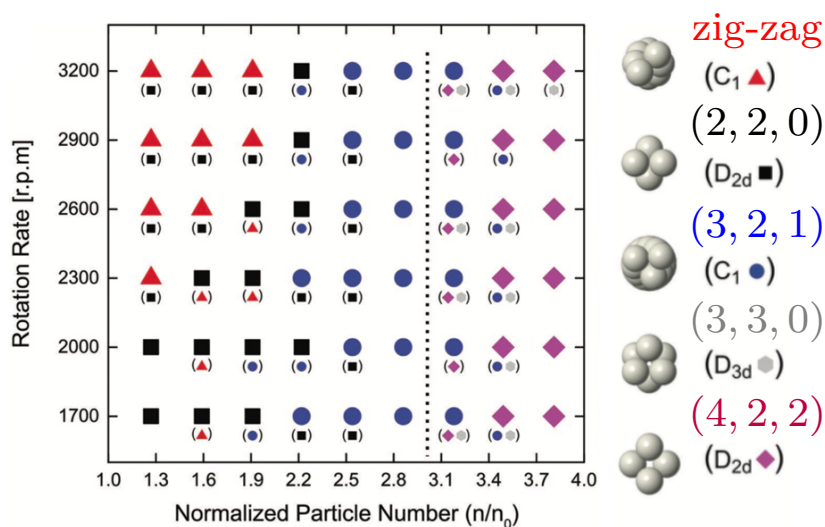 zig-zag
(C₁ ▲)
(2, 2, 0)
(D₂d ■)
(3, 2, 1)
(C₁ ●)
(3, 3, 0)
(D₃d ⬢)
(4, 2, 2)
(D₂d ◆)
Rotation Rate [r.p.m]
3200
2900
2600
2300
2000
1700
1.0 1.3 1.6 1.9 2.2 2.5 2.8 3.1 3.4 3.7 4.0
Normalized Particle Number (n/n₀)